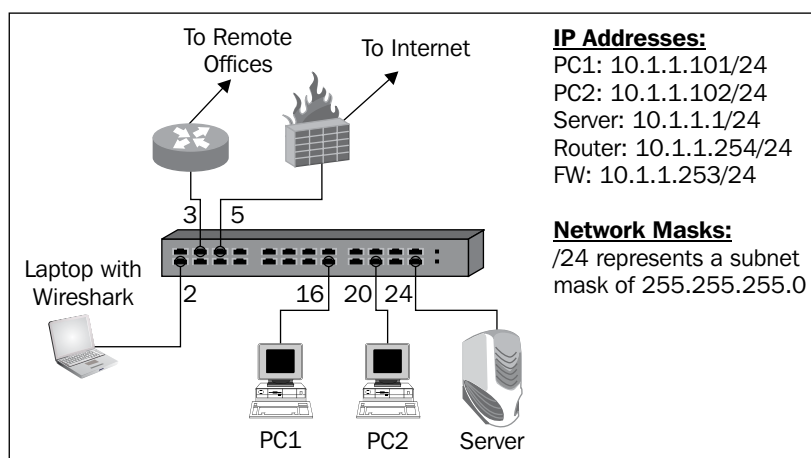 To Remote
Offices
To Internet
3
5
Laptop with
Wireshark
2
16
20
24
PC1
PC2
Server
IP Addresses:
PC1: 10.1.1.101/24
PC2: 10.1.1.102/24
Server: 10.1.1.1/24
Router: 10.1.1.254/24
FW: 10.1.1.253/24
Network Masks:
/24 represents a subnet
mask of 255.255.255.0